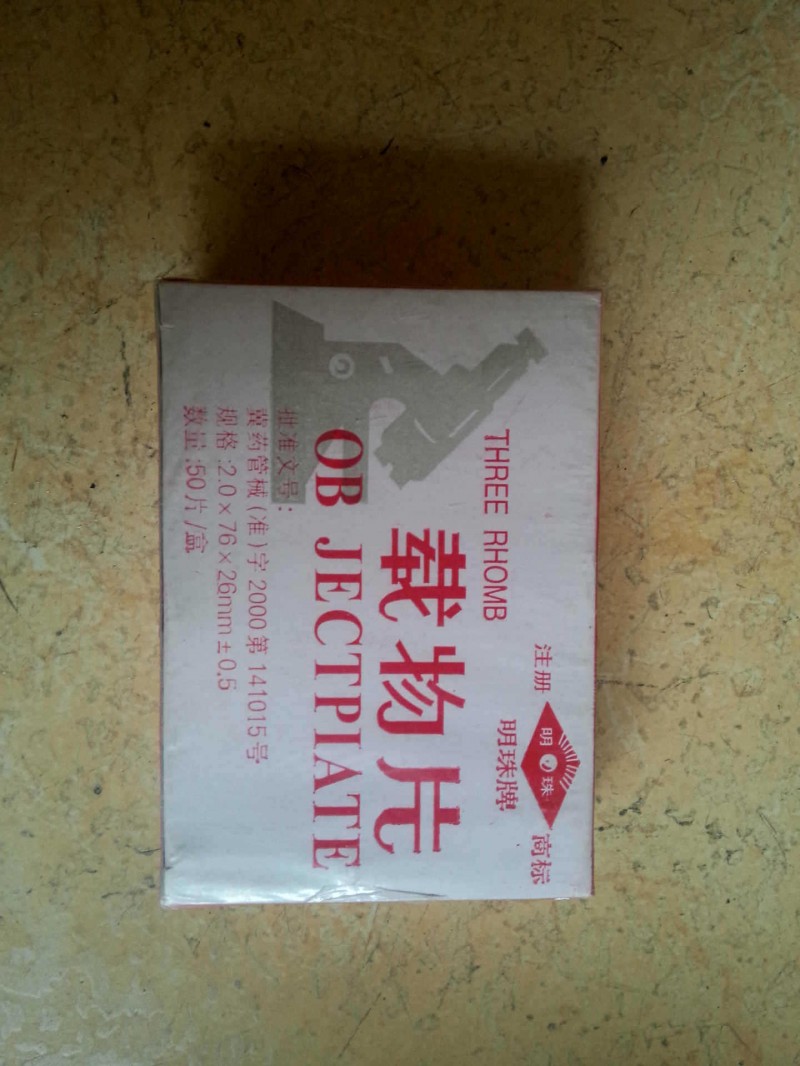 注册
明珠
商标
明珠牌
THREE RHOMB
载物片
OB JECTPIATE
批准文号:
冀药管械(准)字2000第141015号
规格:2.0×76×26mm±0.5
数量:50片/盒